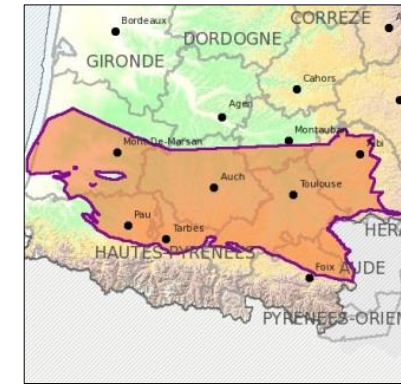 CORREZE
Bordeaux
DORDOGNE
GIRONDE
Cahors
Agen
Montauban
Mont-De-Marsan
Albi
Auch
Toulouse
Pau
Tarbes
HERA
HAUTES-PYRENEES
Foix
AUDE
PYRENEES-ORIEN